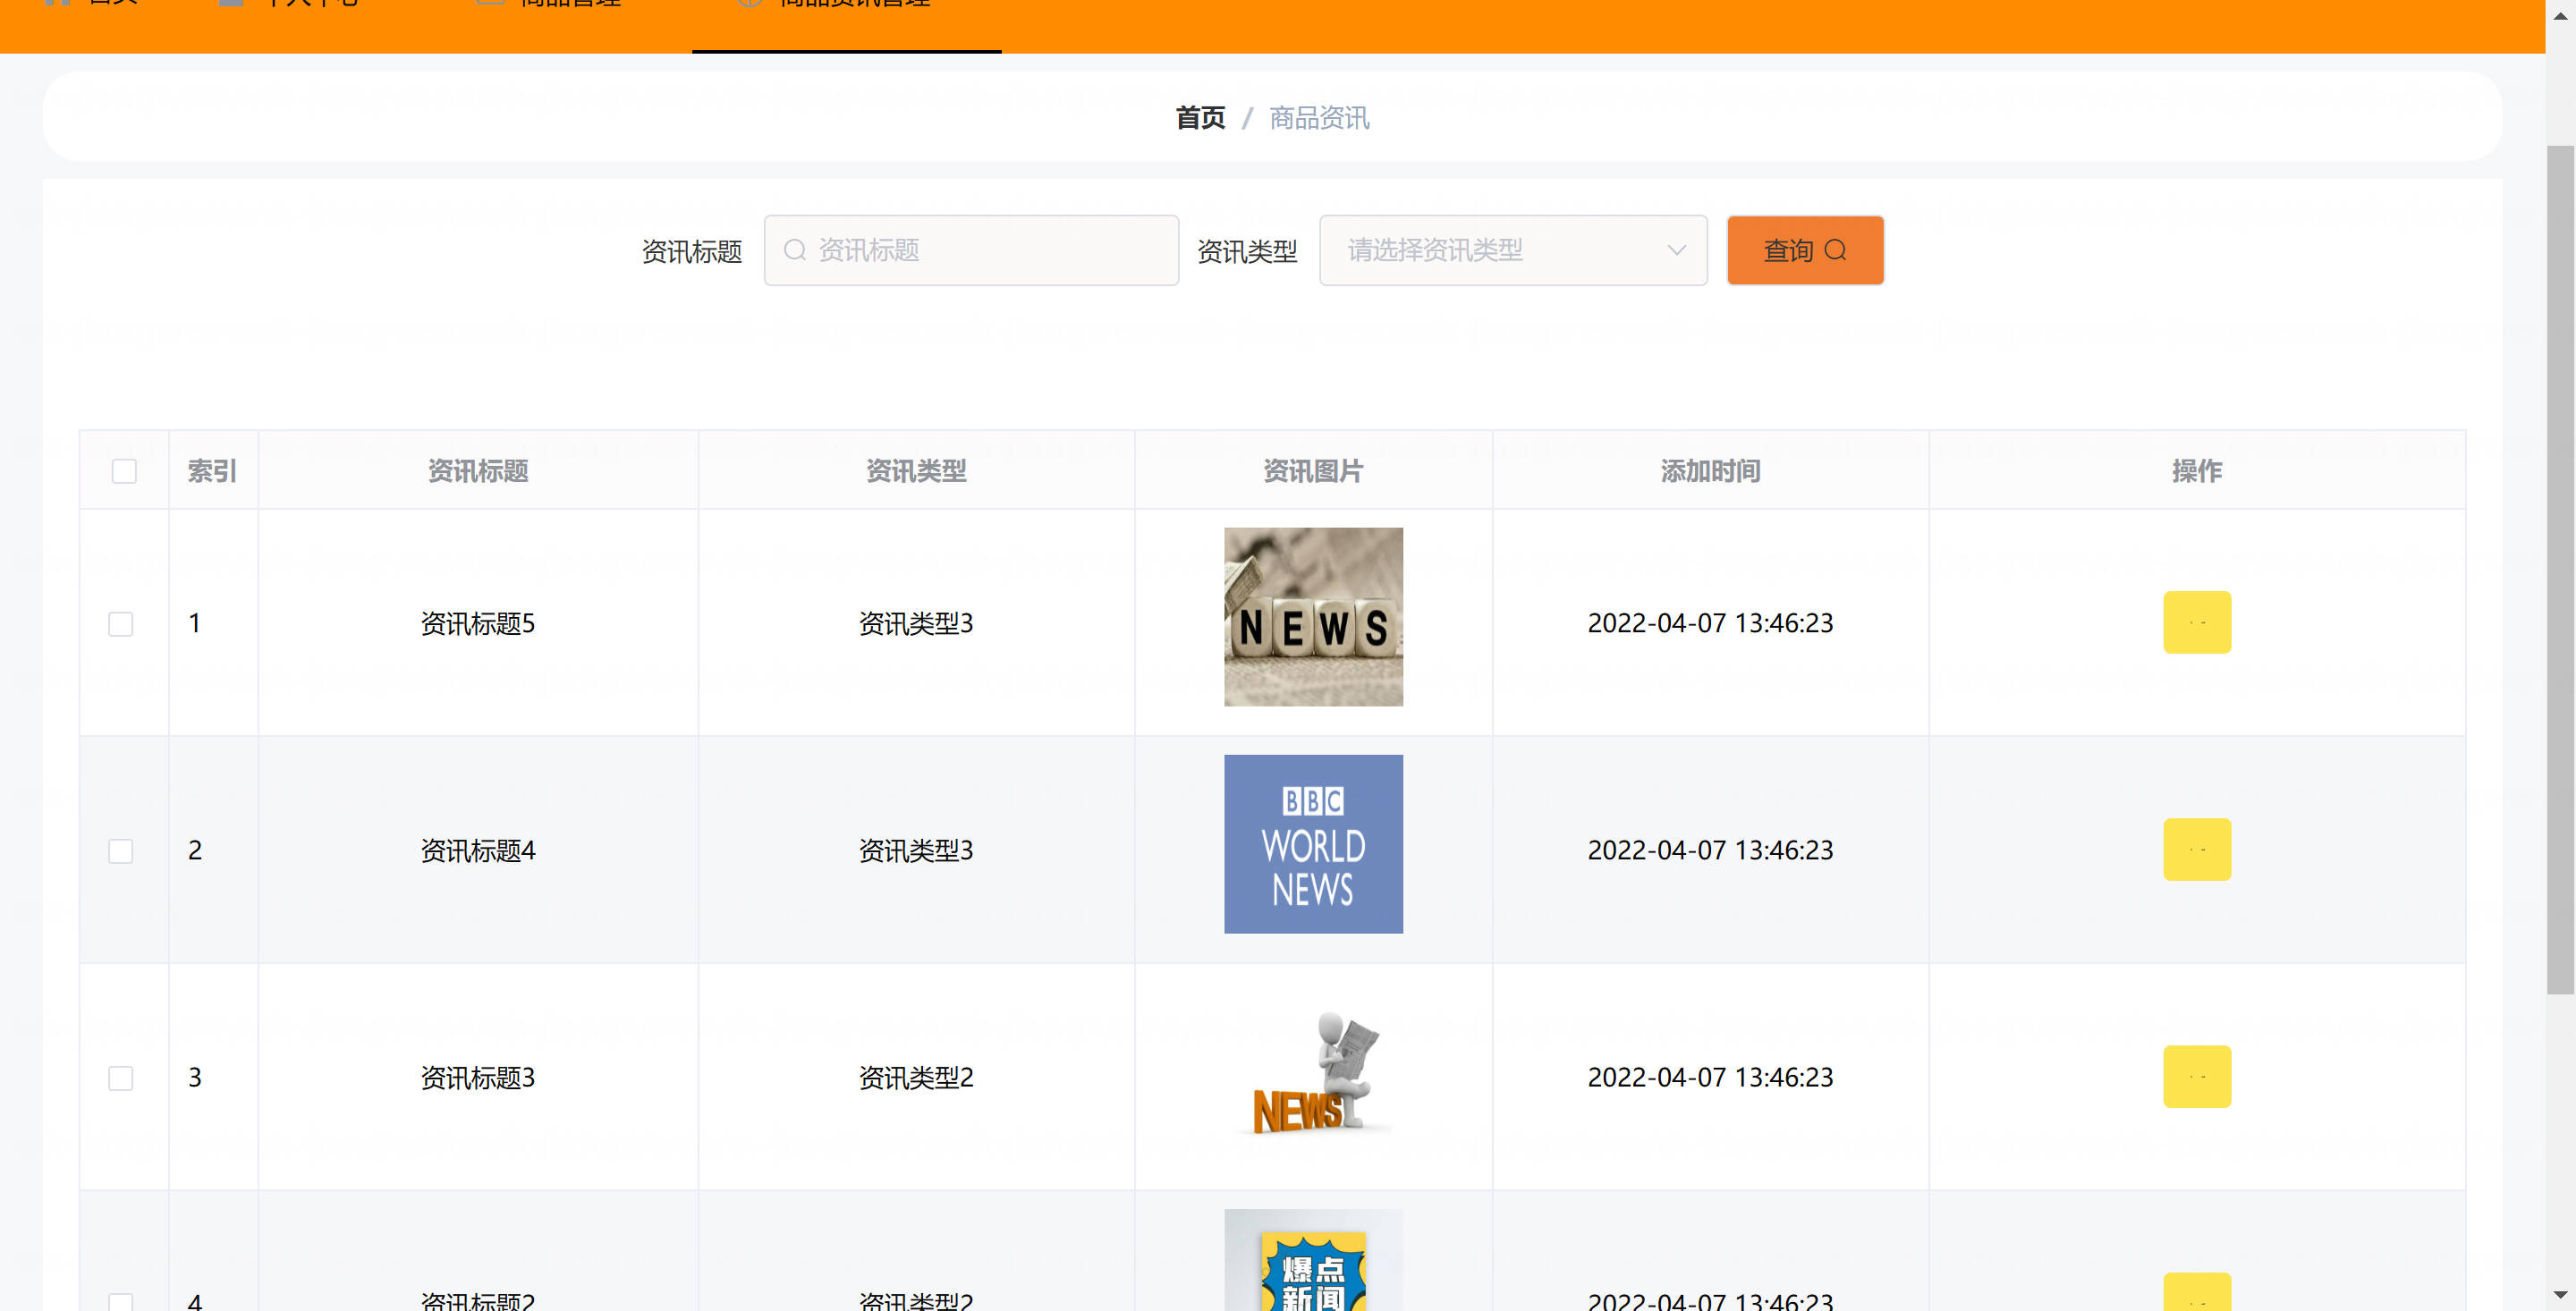 首页 个人中心 商品管理 商品资讯管理
首页 / 商品资讯
资讯标题 资讯标题 资讯类型 请选择资讯类型 查询
索引 资讯标题 资讯类型 资讯图片 添加时间 操作
1 资讯标题5 资讯类型3 NEWS 2022-04-07 13:46:23
2 资讯标题4 资讯类型3 2022-04-07 13:46:23
BBC
WORLD
NEWS
3 资讯标题3 资讯类型2 NEWS 2022-04-07 13:46:23
爆点
新闻
4 资讯标题2 资讯类型2 2022-04-07 13:46:23